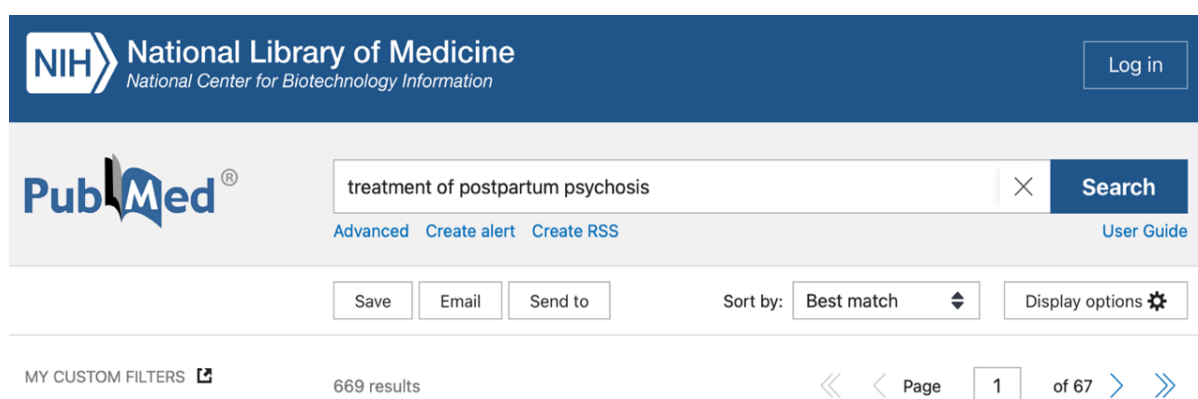 NIH National Library of Medicine
National Center for Biotechnology Information
Log in
PubMed®
treatment of postpartum psychosis
Search
Advanced Create alert Create RSS
User Guide
Save Email Send to
Sort by: Best match
Display options
MY CUSTOM FILTERS
669 results
Page 1 of 67